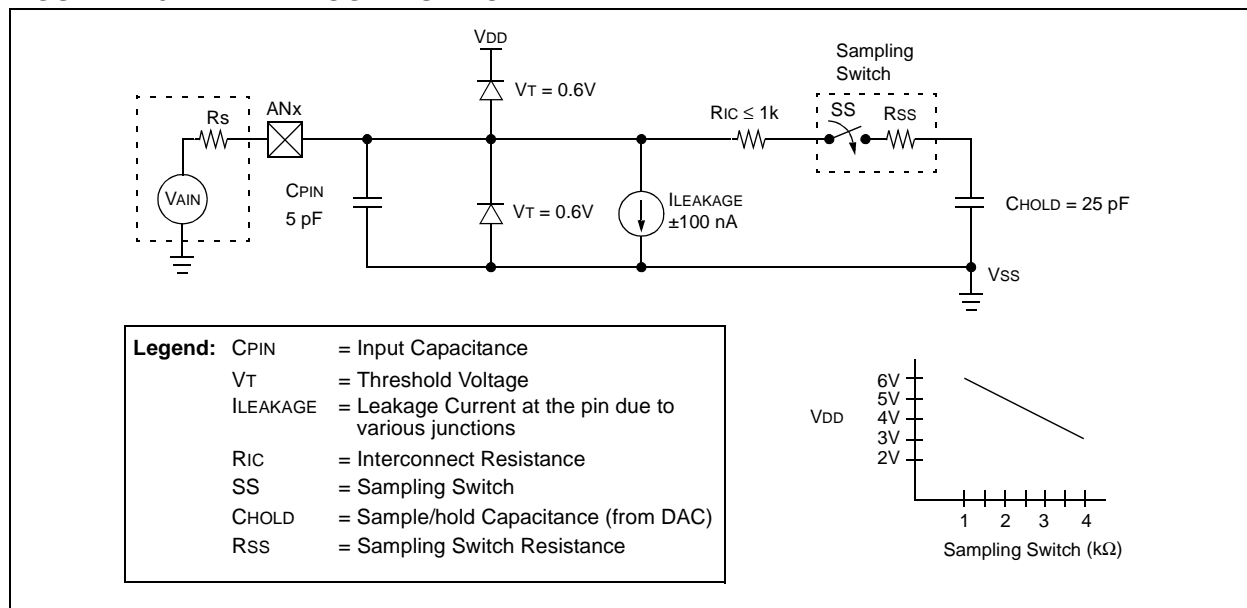 VDD
Sampling
Switch
VT = 0.6V
ANx
Rs
RIC ≤ 1k
SS
RSS
VAIN
CPIN
5 pF
VT = 0.6V
ILEAKAGE
±100 nA
CHOLD = 25 pF
VSS
Legend: CPIN = Input Capacitance
VT = Threshold Voltage
ILEAKAGE = Leakage Current at the pin due to
various junctions
RIC = Interconnect Resistance
SS = Sampling Switch
CHOLD = Sample/hold Capacitance (from DAC)
RSS = Sampling Switch Resistance
6V
5V
VDD
4V
3V
2V
1 2 3 4
Sampling Switch (kΩ)